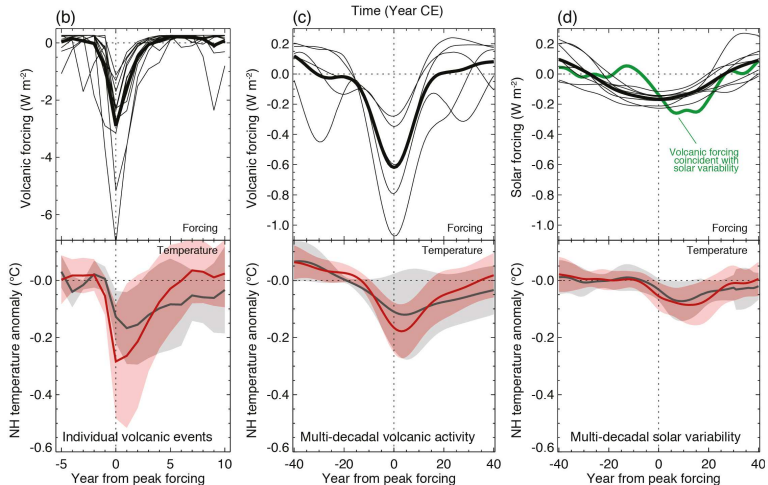 Time (Year CE)
(b)
(c)
(d)
Volcanic forcing (W m⁻²)
0
-2
-4
-6
Forcing
Volcanic forcing (W m⁻²)
0.2
0.0
-0.2
-0.4
-0.6
-0.8
-1.0
Forcing
Solar forcing (W m⁻²)
0.2
0.0
-0.2
-0.4
-0.6
-0.8
-1.0
Volcanic forcing
coincident with
solar variability
Forcing
NH temperature anomaly (°C)
-0.0
-0.2
-0.4
-0.6
Temperature
Individual volcanic events
-5 0 5 10
Year from peak forcing
NH temperature anomaly (°C)
-0.0
-0.2
-0.4
-0.6
Temperature
Multi-decadal volcanic activity
-40 -20 0 20 40
Year from peak forcing
NH temperature anomaly (°C)
-0.0
-0.2
-0.4
-0.6
Temperature
Multi-decadal solar variability
-40 -20 0 20 40
Year from peak forcing